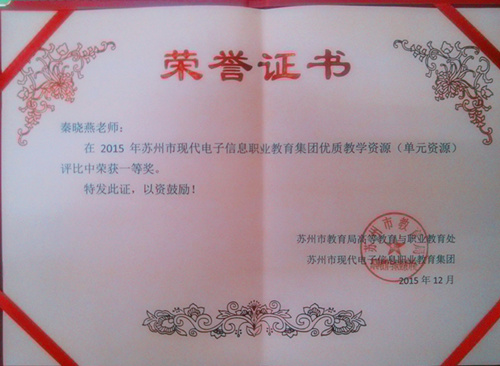 荣誉证书
秦晓燕老师：
在 2015 年苏州市现代电子信息职业教育集团优质教学资源（单元资源）
评比中荣获一等奖。
特发此证，以资鼓励！
苏州市教育局高等教育与职业教育处
苏州市现代电子信息职业教育集团
2015 年 12 月